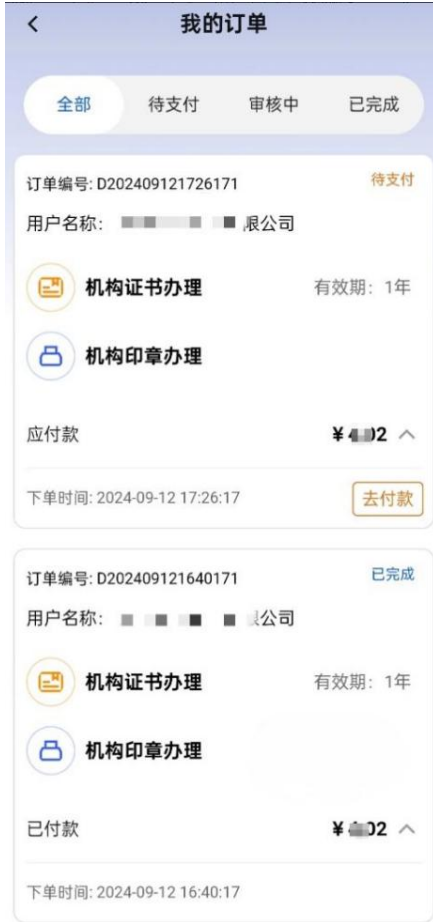 我的订单
全部 待支付 审核中 已完成
订单编号: D202409121726171 待支付
用户名称: 限公司
机构证书办理 有效期: 1年
机构印章办理
应付款 ¥ 02
下单时间: 2024-09-12 17:26:17 去付款
订单编号: D202409121640171 已完成
用户名称: 公司
机构证书办理 有效期: 1年
机构印章办理
已付款 ¥ 02
下单时间: 2024-09-12 16:40:17